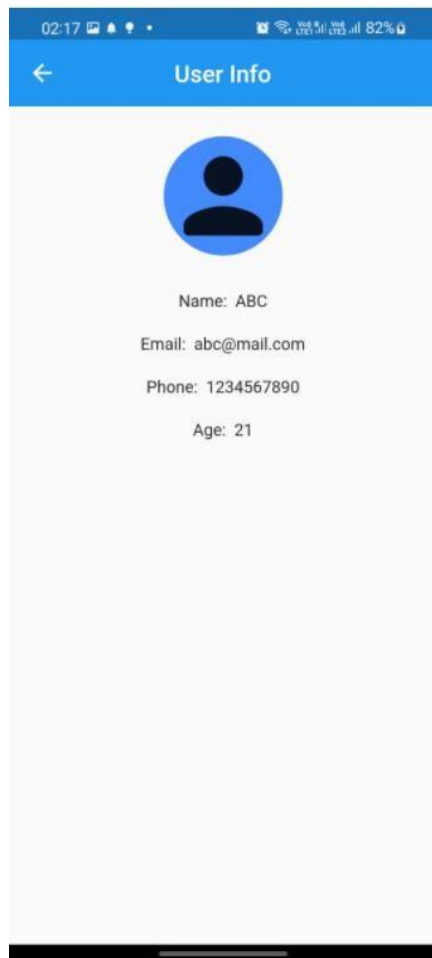 02:17 82%
User Info
Name: ABC
Email: abc@mail.com
Phone: 1234567890
Age: 21